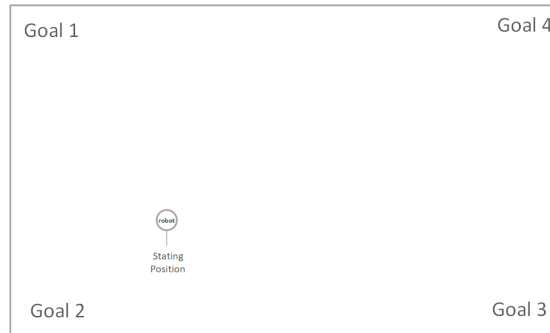 Goal 1
Goal 4
robot
Stating
Position
Goal 2
Goal 3